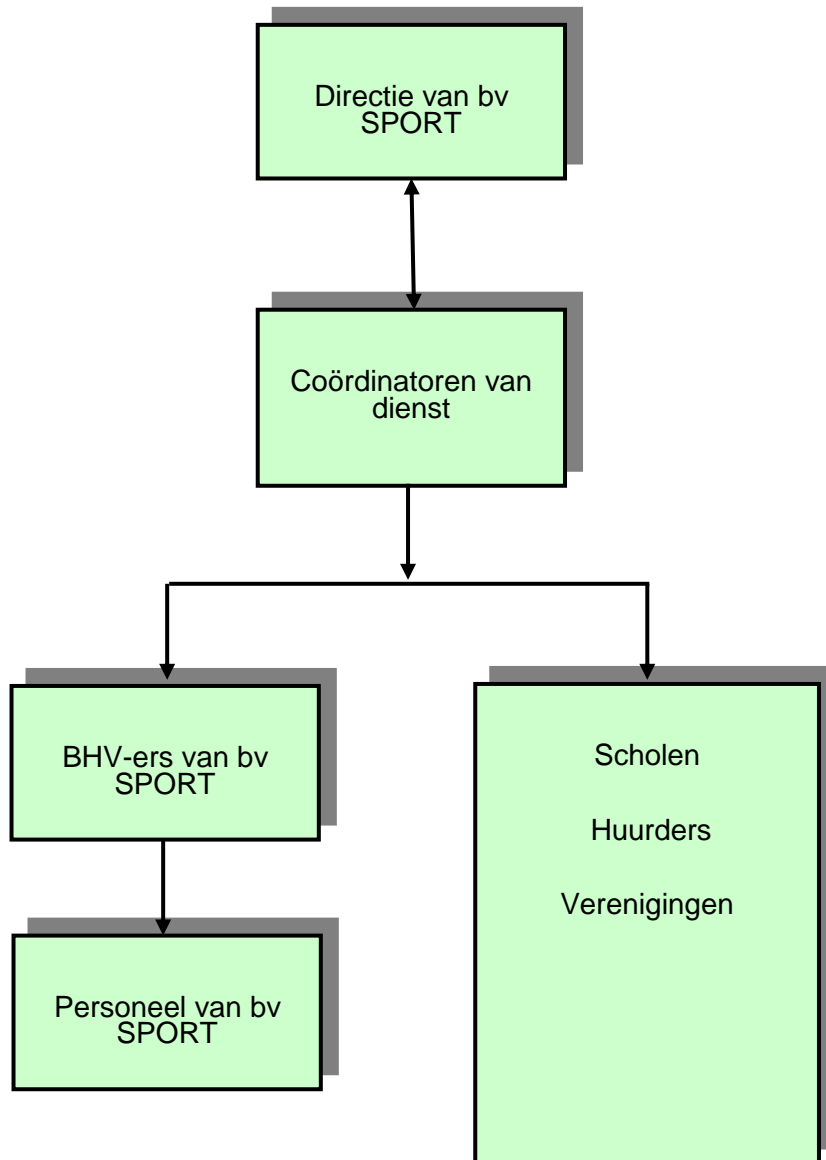 Directie van bv
SPORT
Coördinatoren van
dienst
BHV-ers van bv
SPORT
Scholen
Huurders
Verenigingen
Personeel van bv
SPORT